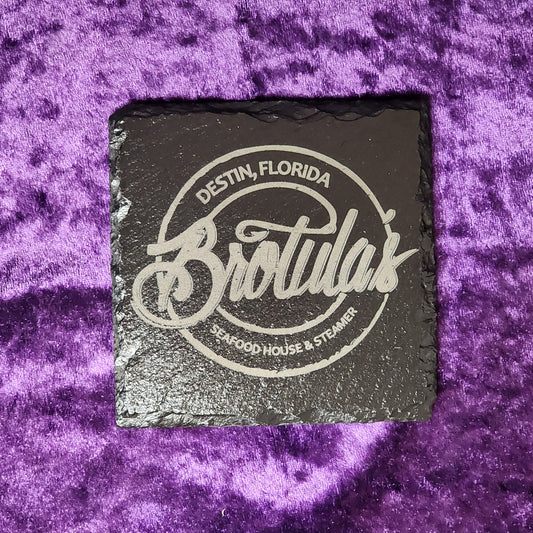 DESTIN, FLORIDA
Brotula's
SEAFOOD HOUSE & STEAMER